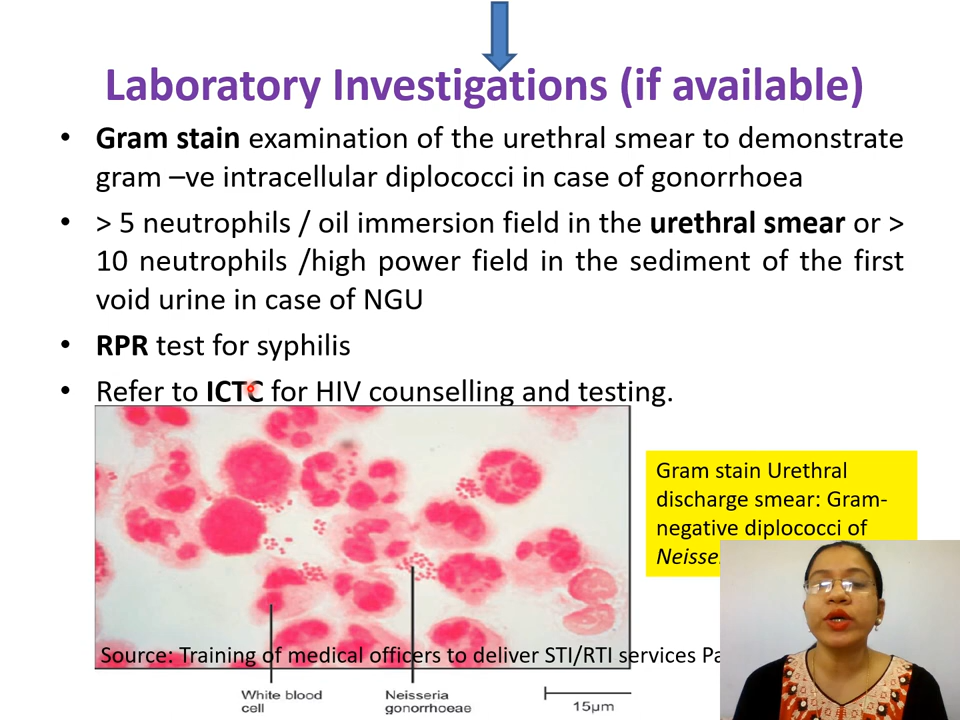 Laboratory Investigations (if available)
• Gram stain examination of the urethral smear to demonstrate
gram –ve intracellular diplococci in case of gonorrhoea
• > 5 neutrophils / oil immersion field in the urethral smear or >
10 neutrophils /high power field in the sediment of the first
void urine in case of NGU
• RPR test for syphilis
• Refer to ICTC for HIV counselling and testing.
Gram stain Urethral
discharge smear: Gram-
negative diplococci of
Source: Training of medical officers to deliver STI/RTI services
White blood
cell
Neisseria
gonorrhoeae
15µm